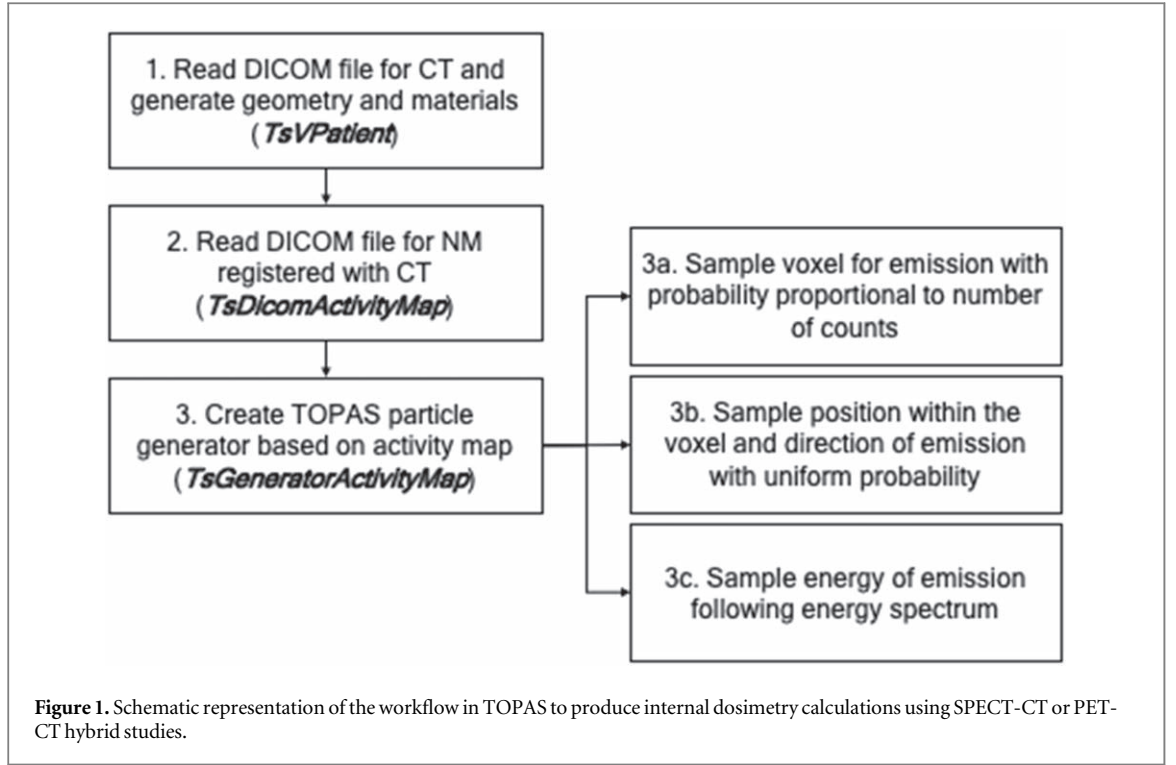 1. Read DICOM file for CT and
generate geometry and materials
(TsVPatient)
2. Read DICOM file for NM
registered with CT
(TsDicomActivityMap)
3. Create TOPAS particle
generator based on activity map
(TsGeneratorActivityMap)
3a. Sample voxel for emission with
probability proportional to number
of counts
3b. Sample position within the
voxel and direction of emission
with uniform probability
3c. Sample energy of emission
following energy spectrum
Figure 1. Schematic representation of the workflow in TOPAS to produce internal dosimetry calculations using SPECT-CT or PET-
CT hybrid studies.